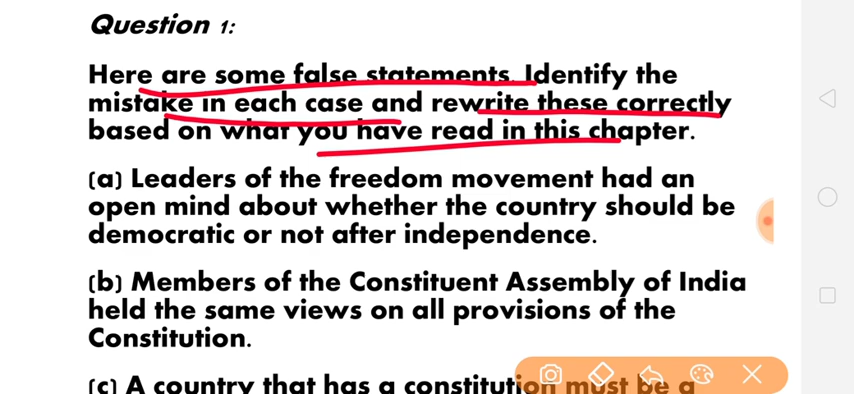 Question 1:
Here are some false statements. Identify the
mistake in each case and rewrite these correctly
based on what you have read in this chapter.
(a) Leaders of the freedom movement had an
open mind about whether the country should be
democratic or not after independence.
(b) Members of the Constituent Assembly of India
held the same views on all provisions of the
Constitution.
(c) A country that has a constitution must be a